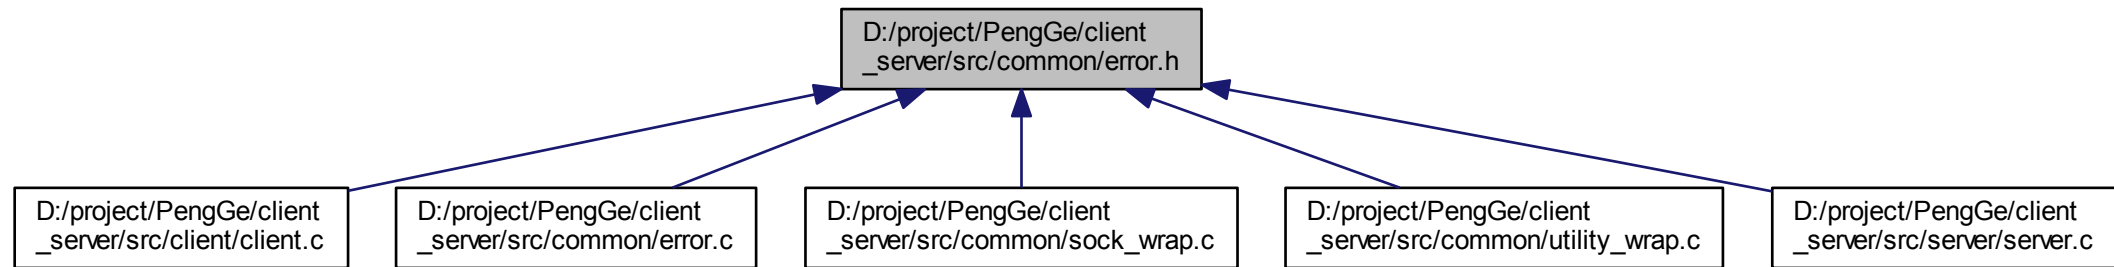 D:/project/PengGe/client
_server/src/common/error.h
D:/project/PengGe/client
_server/src/client/client.c
D:/project/PengGe/client
_server/src/common/error.c
D:/project/PengGe/client
_server/src/common/sock_wrap.c
D:/project/PengGe/client
_server/src/common/utility_wrap.c
D:/project/PengGe/client
_server/src/server/server.c